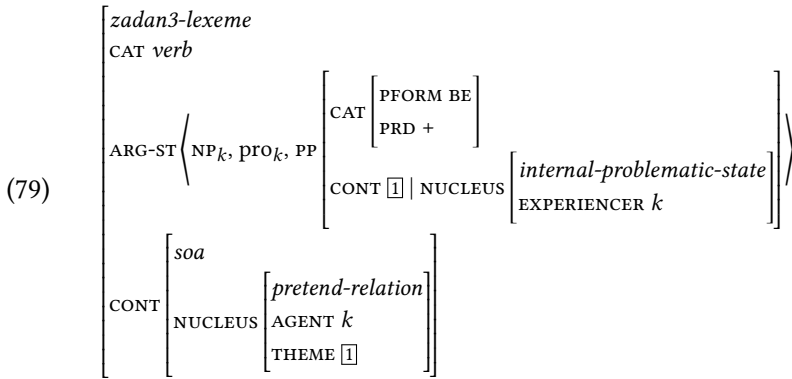 zadan3-lexeme
CAT verb
CAT [PFORM BE]
[PRD +]
(79) ARG-ST ⟨NPₖ, proₖ, PP
CONT [1] | NUCLEUS [internal-problematic-state]
[EXPERIENCER k] ⟩
soa
CONT NUCLEUS [pretend-relation]
[AGENT k]
[THEME [1]]